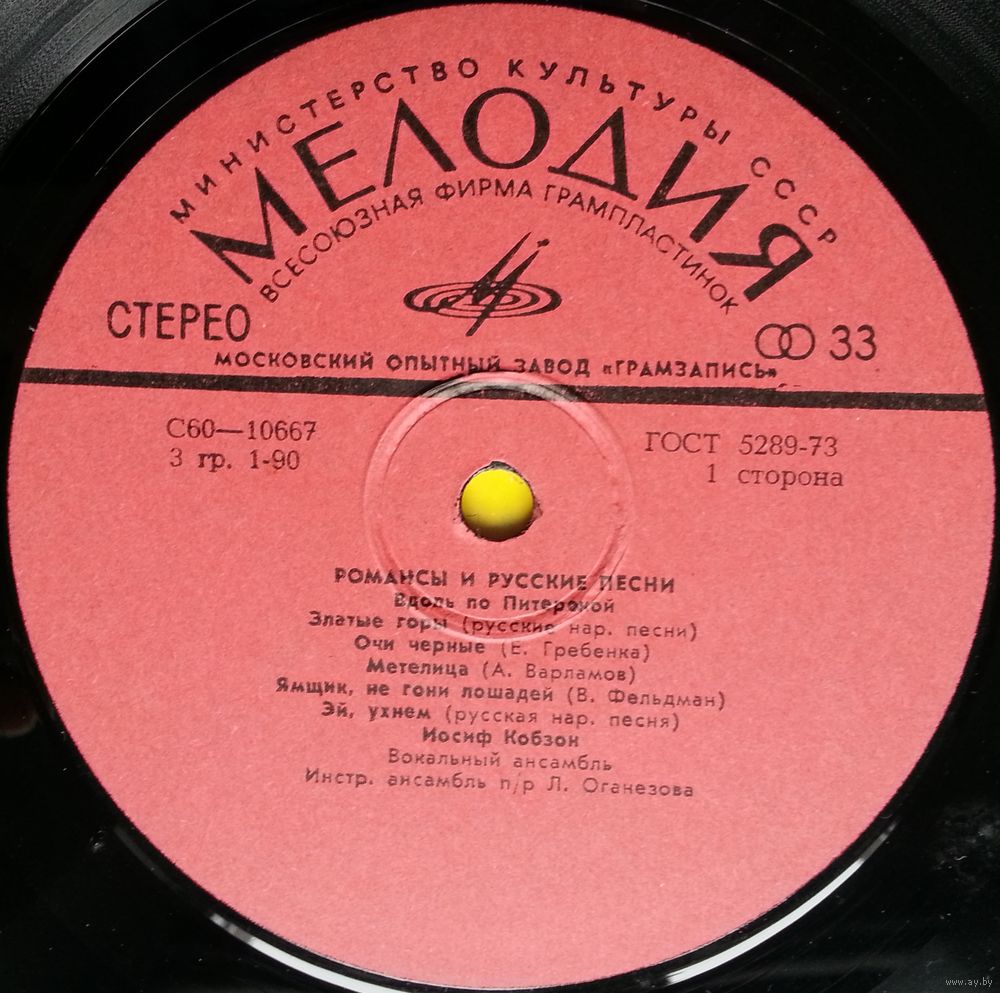 МИНИСТЕРСТВО КУЛЬТУРЫ СССР
МЕЛОДИЯ
ВСЕСОЮЗНАЯ ФИРМА ГРАМПЛАСТИНОК
СТЕРЕО
33
МОСКОВСКИЙ ОПЫТНЫЙ ЗАВОД «ГРАМЗАПИСЬ»
С60—10667
ГОСТ 5289-73
3 гр. 1-90
1 сторона
РОМАНСЫ И РУССКИЕ ПЕСНИ
Вдоль по Питерской
Златые горы (русские нар. песни)
Очи черные (Е. Гребенка)
Метелица (А. Варламов)
Ямщик, не гони лошадей (В. Фельдман)
Эй, ухнем (русская нар. песня)
Иосиф Кобзон
Вокальный ансамбль
Инстр. ансамбль п/р Л. Оганезова
www.ay.by